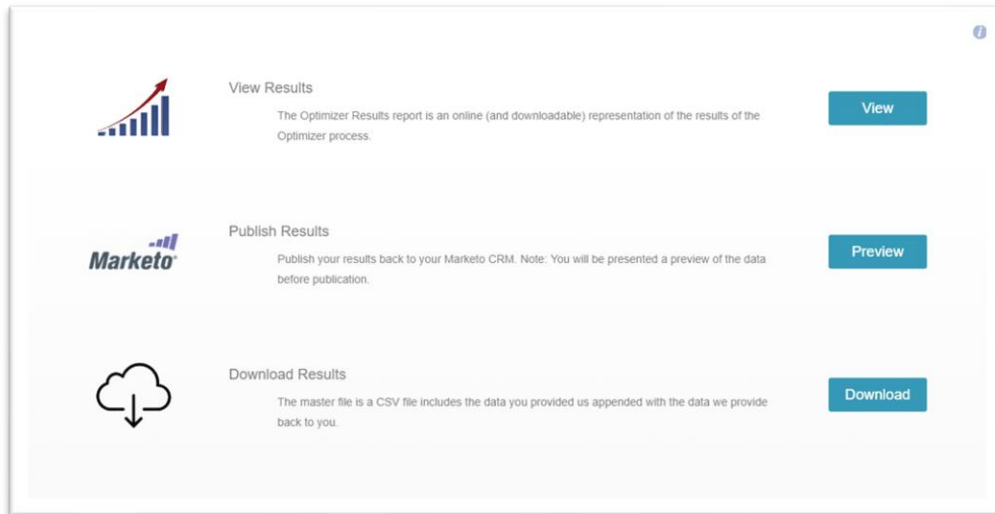 View Results
The Optimizer Results report is an online (and downloadable) representation of the results of the
Optimizer process.
View
Marketo®
Publish Results
Publish your results back to your Marketo CRM. Note: You will be presented a preview of the data
before publication.
Preview
Download Results
The master file is a CSV file includes the data you provided us appended with the data we provide
back to you.
Download